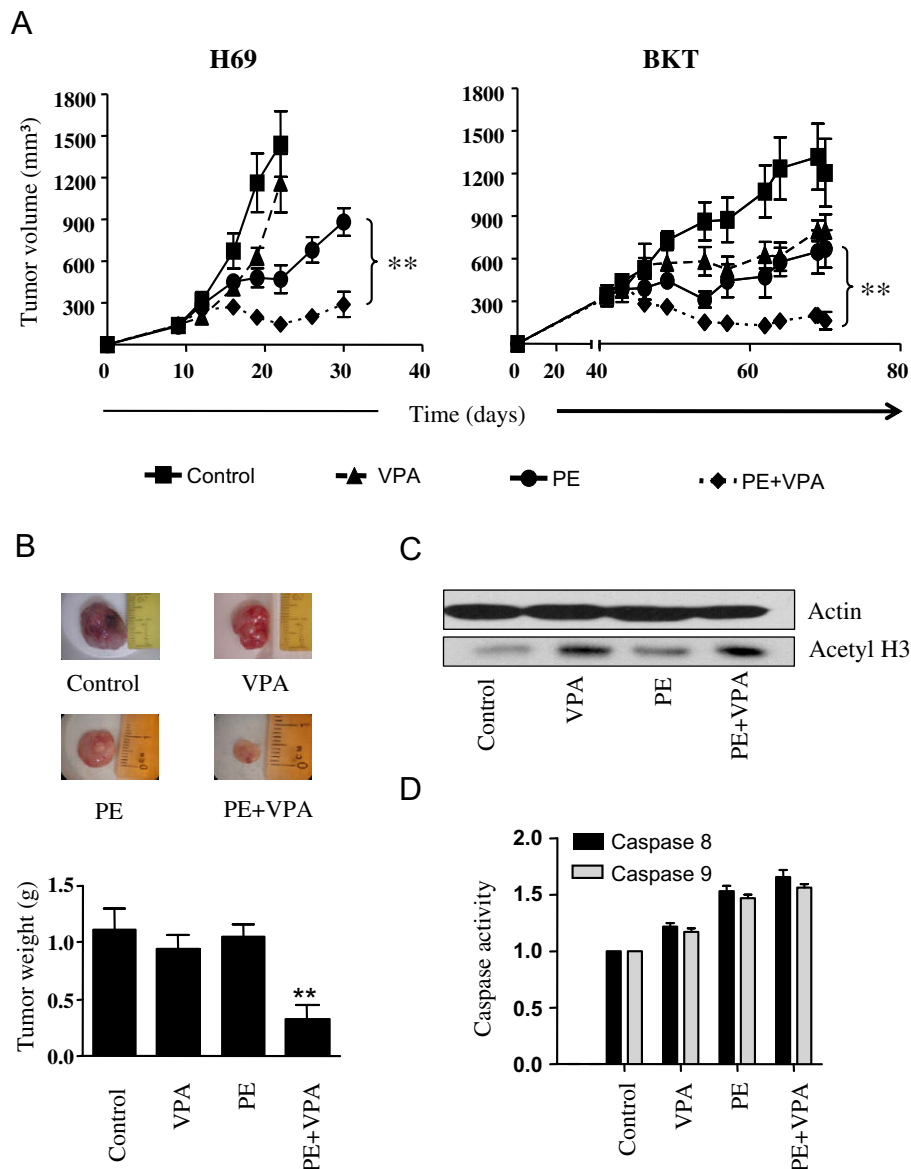 A
H69
BKT
Tumor volume (mm³)
1800
1500
1200
900
600
300
**
0
10
20
30
40
1800
1500
1200
900
600
300
**
0
20
40
60
80
Time (days)
Control
VPA
PE
PE+VPA
B
Control
VPA
PE
PE+VPA
Tumor weight (g)
1.5
1.0
0.5
0.0
**
Control
VPA
PE
PE+VPA
C
Actin
Acetyl H3
Control
VPA
PE
PE+VPA
D
Caspase activity
2.0
1.5
1.0
0.5
0.0
Caspase 8
Caspase 9
Control
VPA
PE
PE+VPA